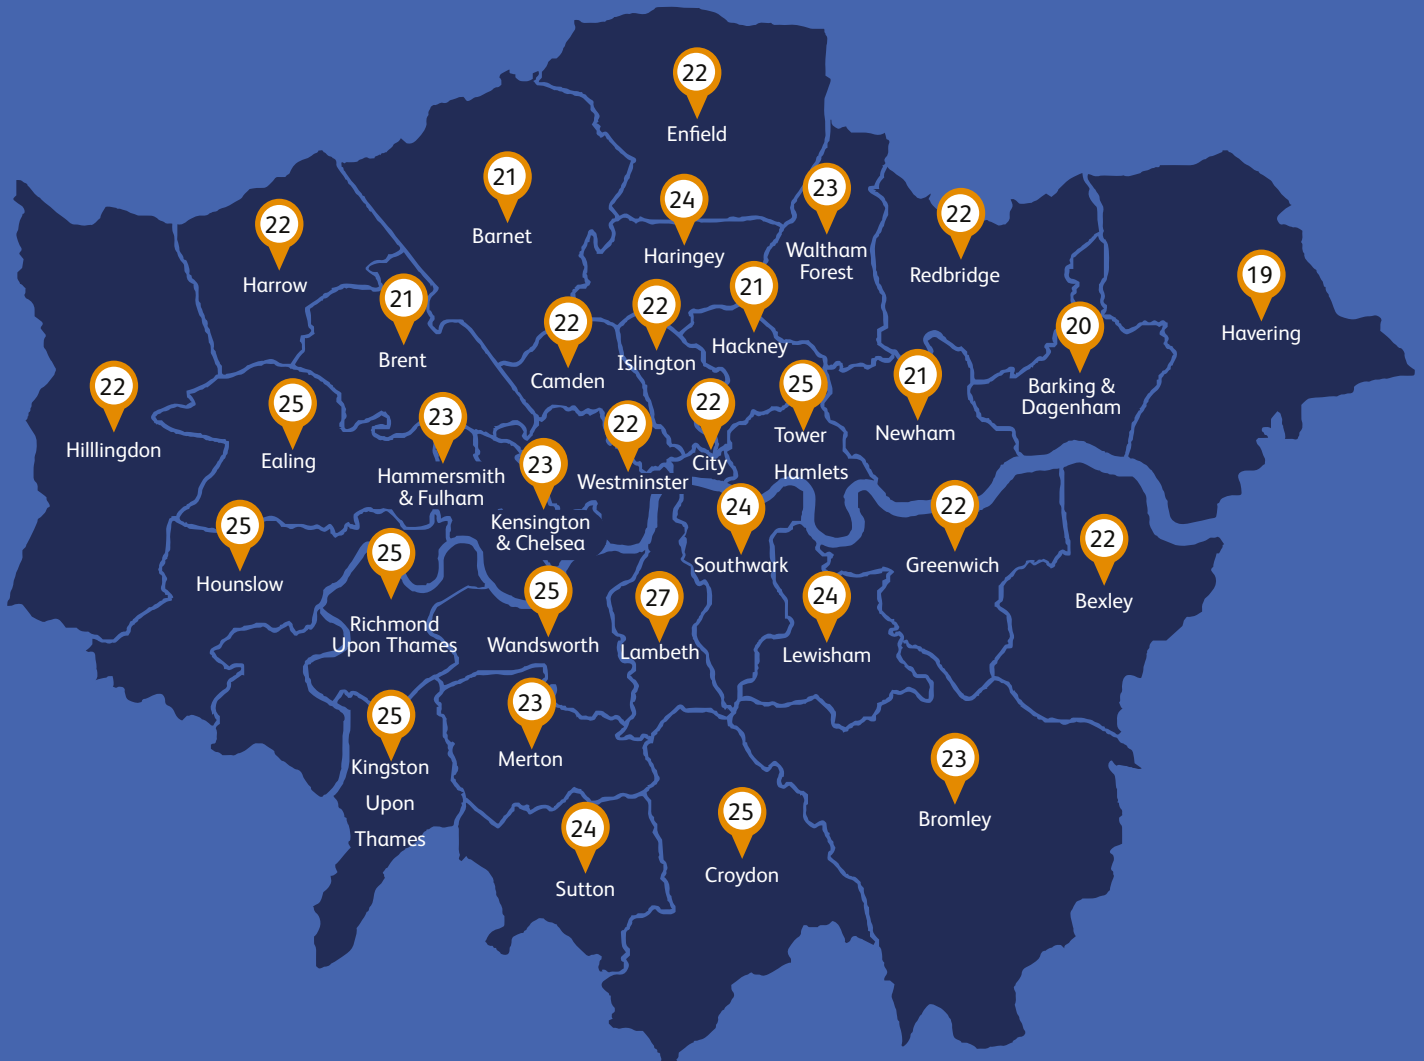 22
Enfield
21
Barnet
24
Haringey
23
Waltham
Forest
22
Redbridge
22
Harrow
19
Havering
21
Brent
22
Camden
22
Islington
21
Hackney
20
Barking &
Dagenham
22
Hilllingdon
25
Ealing
23
Hammersmith
& Fulham
23
Kensington
& Chelsea
22
Westminster
22
City
25
Tower
Hamlets
21
Newham
25
Hounslow
25
Richmond
Upon Thames
25
Wandsworth
27
Lambeth
24
Southwark
24
Lewisham
22
Greenwich
22
Bexley
25
Kingston
Upon
Thames
23
Merton
24
Sutton
25
Croydon
23
Bromley